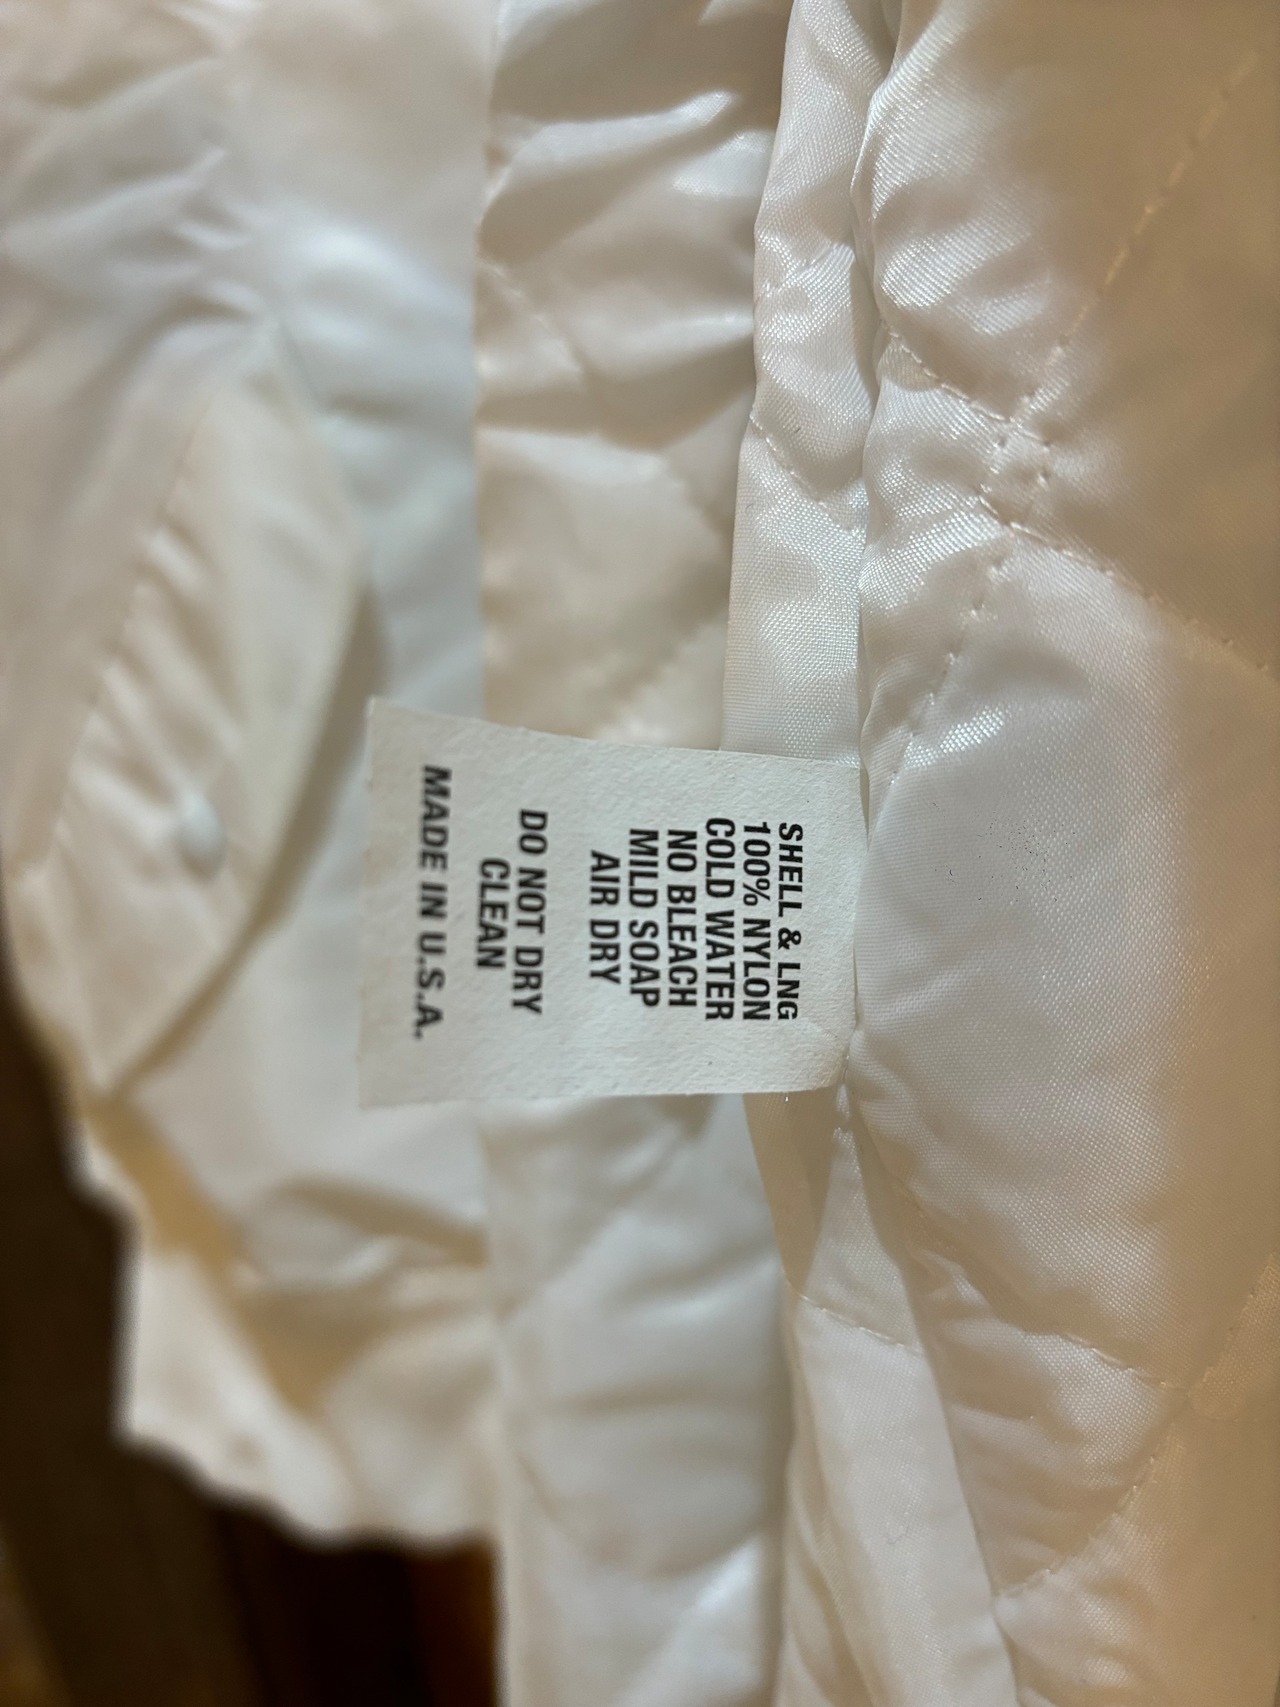 SHELL & LNG
100% NYLON
COLD WATER
NO BLEACH
MILD SOAP
AIR DRY
DO NOT DRY
CLEAN
MADE IN U.S.A.